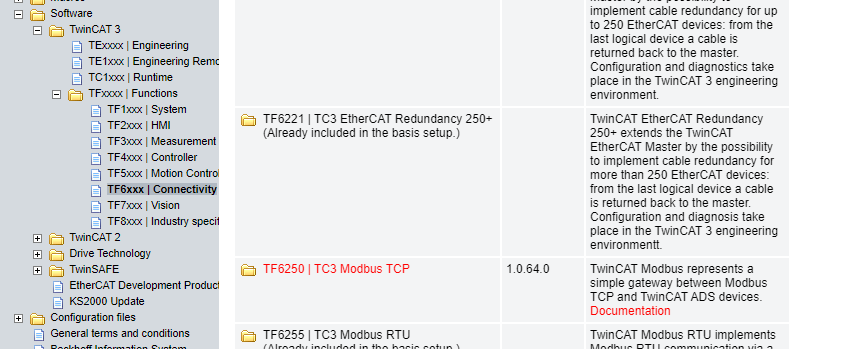 Software
TwinCAT 3
TExxxx | Engineering
TE1xxx | Engineering Remo
TC1xxx | Runtime
TFxxxx | Functions
TF1xxx | System
TF2xxx | HMI
TF3xxx | Measurement
TF4xxx | Controller
TF5xxx | Motion Control
TF6xxx | Connectivity
TF7xxx | Vision
TF8xxx | Industry specif
TwinCAT 2
Drive Technology
TwinSAFE
EtherCAT Development Product
KS2000 Update
Configuration files
General terms and conditions
Beckhoff Information System
Master by the possibility to
implement cable redundancy for up
to 250 EtherCAT devices: from the
last logical device a cable is
returned back to the master.
Configuration and diagnostics take
place in the TwinCAT 3 engineering
environment.
TF6221 | TC3 EtherCAT Redundancy 250+
(Already included in the basis setup.)
TwinCAT EtherCAT Redundancy
250+ extends the TwinCAT
EtherCAT Master by the possibility
to implement cable redundancy for
more than 250 EtherCAT devices:
from the last logical device a cable
is returned back to the master.
Configuration and diagnosis take
place in the TwinCAT 3 engineering
environmentt.
TF6250 | TC3 Modbus TCP
1.0.64.0
TwinCAT Modbus represents a
simple gateway between Modbus
TCP and TwinCAT ADS devices.
Documentation
TF6255 | TC3 Modbus RTU
(Already included in the basis setup.)
TwinCAT Modbus RTU implements
Modbus RTU communication via a